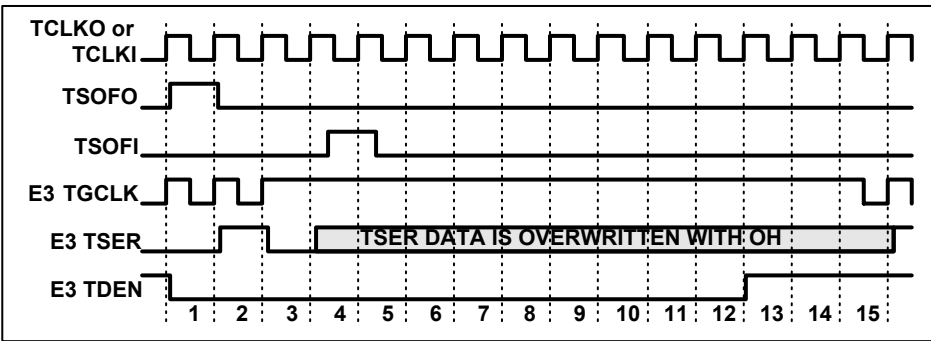 TCLKO or
TCLKI
TSOFO
TSOFI
E3 TGCLK
E3 TSER TSER DATA IS OVERWRITTEN WITH OH
E3 TDEN
1 2 3 4 5 6 7 8 9 10 11 12 13 14 15